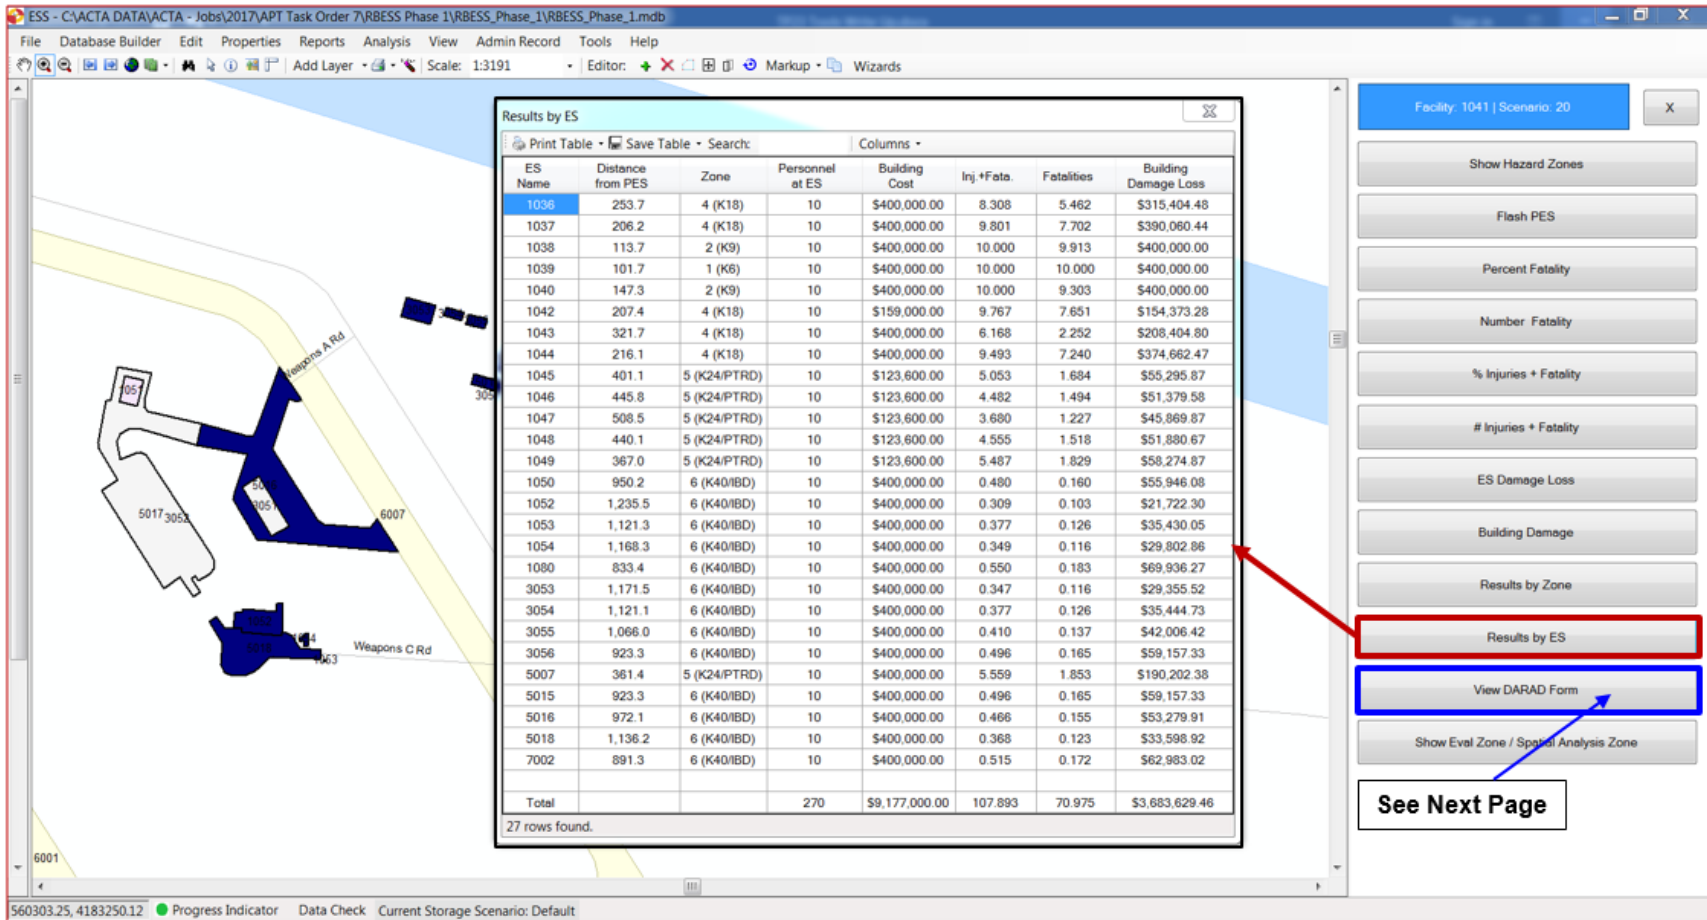 ESS - C:\ACTA DATA\ACTA - Jobs\2017\APT Task Order 7\RBESS Phase 1\RBESS_Phase_1\RBESS_Phase_1.mdb
File Database Builder Edit Properties Reports Analysis View Admin Record Tools Help
Add Layer Scale: 1:3191 Editor: Markup Wizards
Facility: 1041 | Scenario: 20 X
Show Hazard Zones
Flash PES
Percent Fatality
Number Fatality
% Injuries + Fatality
# Injuries + Fatality
ES Damage Loss
Building Damage
Results by Zone
Results by ES
View DARAD Form
Show Eval Zone / Spatial Analysis Zone
See Next Page
Results by ES
Print Table Save Table Search: Columns
ES Name Distance from PES Zone Personnel at ES Building Cost Inj.+Fata. Fatalities Building Damage Loss
1036 253.7 4 (K18) 10 $400,000.00 8.308 5.462 $315,404.48
1037 206.2 4 (K18) 10 $400,000.00 9.801 7.702 $390,060.44
1038 113.7 2 (K9) 10 $400,000.00 10.000 9.913 $400,000.00
1039 101.7 1 (K6) 10 $400,000.00 10.000 10.000 $400,000.00
1040 147.3 2 (K9) 10 $400,000.00 10.000 9.303 $400,000.00
1042 207.4 4 (K18) 10 $159,000.00 9.767 7.651 $154,373.28
1043 321.7 4 (K18) 10 $400,000.00 6.168 2.252 $208,404.80
1044 216.1 4 (K18) 10 $400,000.00 9.493 7.240 $374,662.47
1045 401.1 5 (K24/PTRD) 10 $123,600.00 5.053 1.684 $55,295.87
1046 445.8 5 (K24/PTRD) 10 $123,600.00 4.482 1.494 $51,379.58
1047 508.5 5 (K24/PTRD) 10 $123,600.00 3.680 1.227 $45,869.87
1048 440.1 5 (K24/PTRD) 10 $123,600.00 4.555 1.518 $51,880.67
1049 367.0 5 (K24/PTRD) 10 $123,600.00 5.487 1.829 $58,274.87
1050 950.2 6 (K40/IBD) 10 $400,000.00 0.480 0.160 $55,946.08
1052 1,235.5 6 (K40/IBD) 10 $400,000.00 0.309 0.103 $21,722.30
1053 1,121.3 6 (K40/IBD) 10 $400,000.00 0.377 0.126 $35,430.05
1054 1,168.3 6 (K40/IBD) 10 $400,000.00 0.349 0.116 $29,802.86
1080 833.4 6 (K40/IBD) 10 $400,000.00 0.550 0.183 $69,936.27
3053 1,171.5 6 (K40/IBD) 10 $400,000.00 0.347 0.116 $29,355.52
3054 1,121.1 6 (K40/IBD) 10 $400,000.00 0.377 0.126 $35,444.73
3055 1,066.0 6 (K40/IBD) 10 $400,000.00 0.410 0.137 $42,006.42
3056 923.3 6 (K40/IBD) 10 $400,000.00 0.496 0.165 $59,157.33
5007 361.4 5 (K24/PTRD) 10 $400,000.00 5.559 1.853 $190,202.38
5015 923.3 6 (K40/IBD) 10 $400,000.00 0.496 0.165 $59,157.33
5016 972.1 6 (K40/IBD) 10 $400,000.00 0.466 0.155 $53,279.91
5018 1,136.2 6 (K40/IBD) 10 $400,000.00 0.368 0.123 $33,598.92
7002 891.3 6 (K40/IBD) 10 $400,000.00 0.515 0.172 $62,983.02
Total 270 $9,177,000.00 107.893 70.975 $3,683,629.46
27 rows found.
Weapons A Rd
305
5017 3052
6007
Weapons C Rd
6001
560303.25, 4183250.12 Progress Indicator Data Check Current Storage Scenario: Default